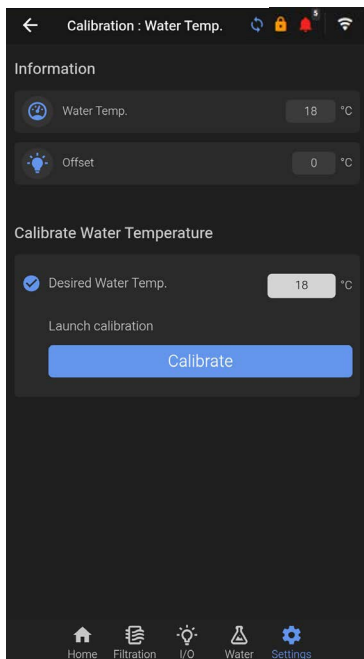 Calibration : Water Temp.
5
Information
Water Temp. 18 °C
Offset 0 °C
Calibrate Water Temperature
Desired Water Temp. 18 °C
Launch calibration
Calibrate
Home Filtration I/O Water Settings